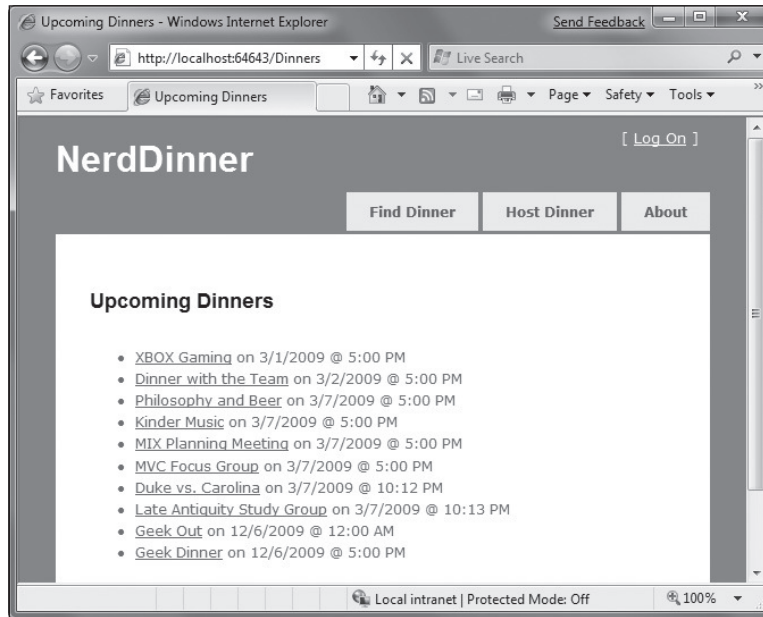 Upcoming Dinners - Windows Internet Explorer
Send Feedback
http://localhost:64643/Dinners
Live Search
Favorites
Upcoming Dinners
Page
Safety
Tools
[ Log On ]
NerdDinner
Find Dinner
Host Dinner
About
Upcoming Dinners
• XBOX Gaming on 3/1/2009 @ 5:00 PM
• Dinner with the Team on 3/2/2009 @ 5:00 PM
• Philosophy and Beer on 3/7/2009 @ 5:00 PM
• Kinder Music on 3/7/2009 @ 5:00 PM
• MIX Planning Meeting on 3/7/2009 @ 5:00 PM
• MVC Focus Group on 3/7/2009 @ 5:00 PM
• Duke vs. Carolina on 3/7/2009 @ 10:12 PM
• Late Antiquity Study Group on 3/7/2009 @ 10:13 PM
• Geek Out on 12/6/2009 @ 12:00 AM
• Geek Dinner on 12/6/2009 @ 5:00 PM
Local intranet | Protected Mode: Off
100%